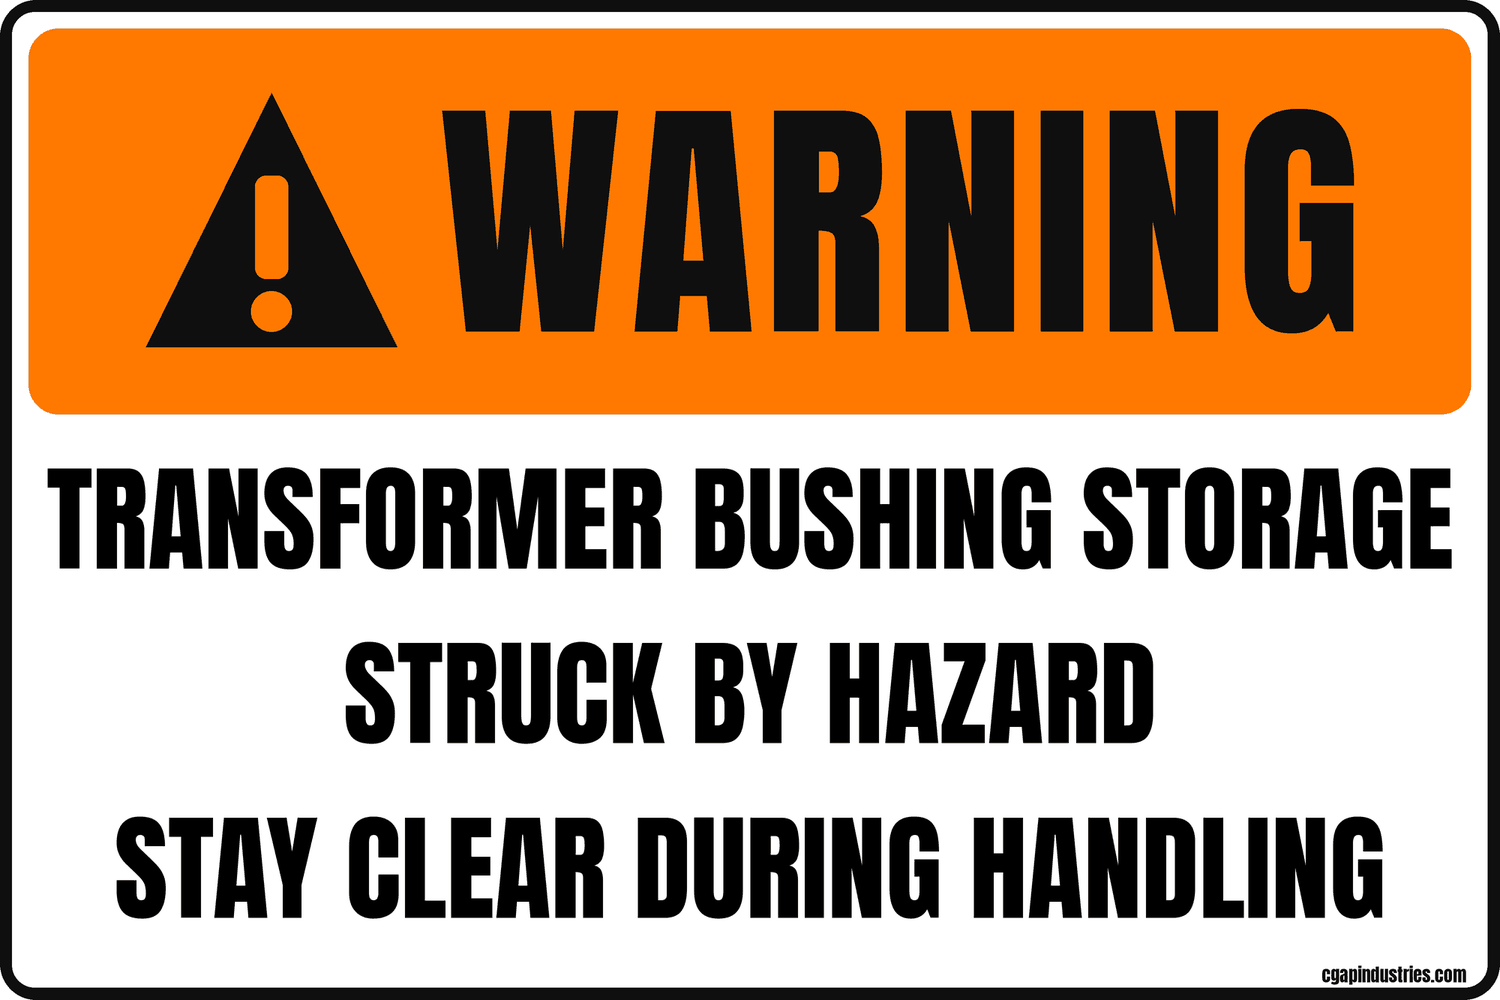 WARNING
TRANSFORMER BUSHING STORAGE
STRUCK BY HAZARD
STAY CLEAR DURING HANDLING
cgapindustries.com